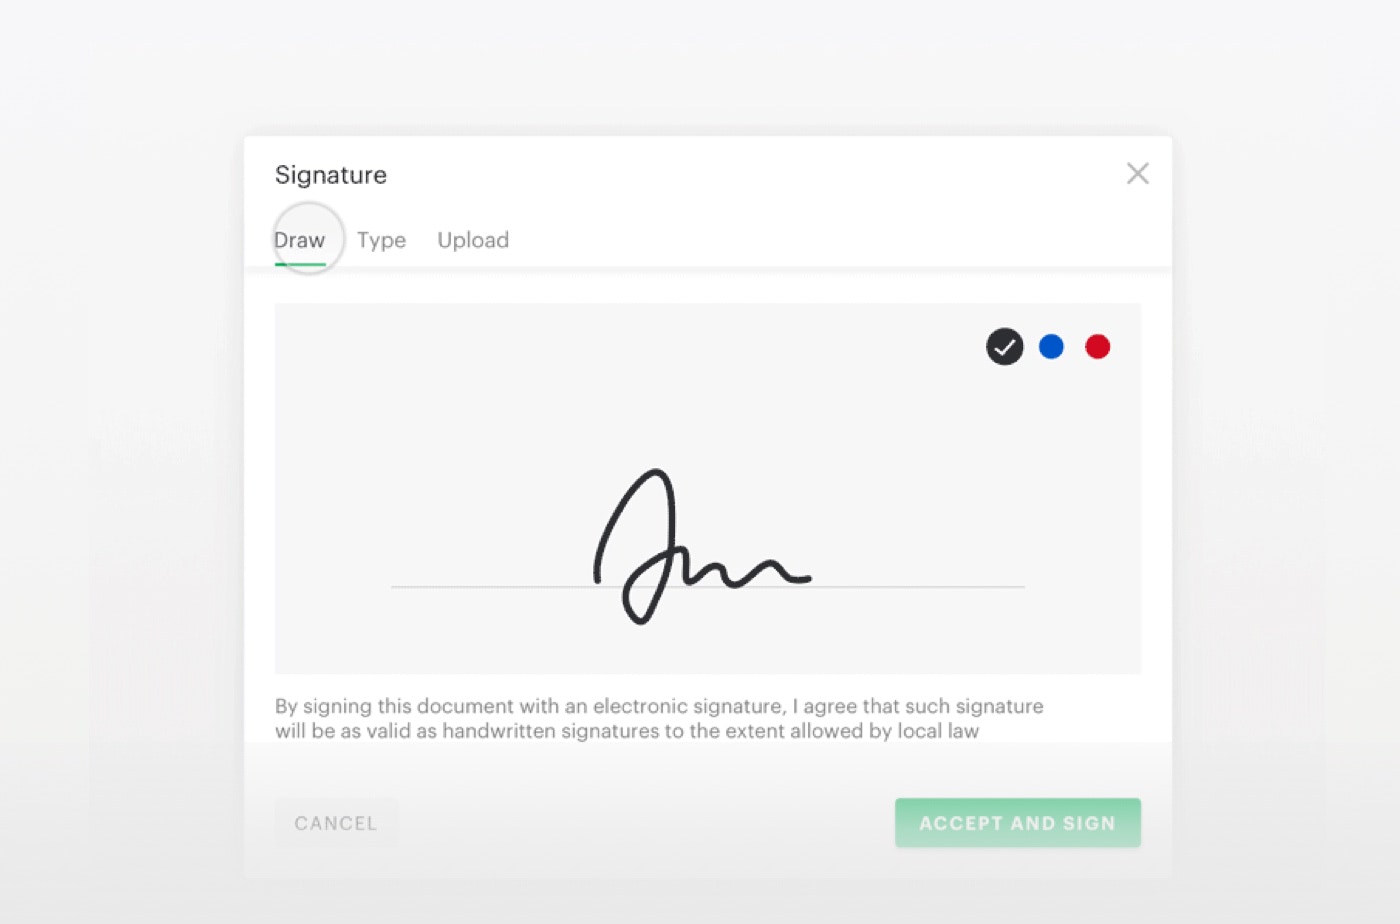 Signature
Draw Type Upload
By signing this document with an electronic signature, I agree that such signature
will be as valid as handwritten signatures to the extent allowed by local law
CANCEL ACCEPT AND SIGN